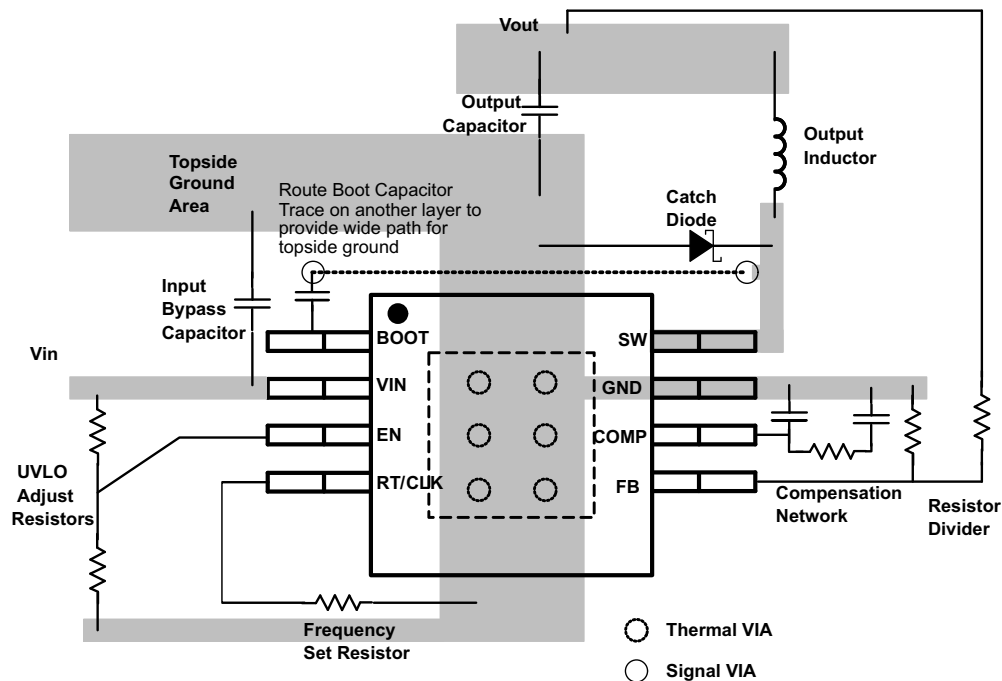 Vout
Output
Capacitor
Output
Inductor
Topside
Ground
Area
Route Boot Capacitor
Trace on another layer to
provide wide path for
topside ground
Catch
Diode
Input
Bypass
Capacitor
Vin
BOOT
SW
VIN
GND
EN
COMP
RT/CLK
FB
UVLO
Adjust
Resistors
Compensation
Network
Resistor
Divider
Frequency
Set Resistor
Thermal VIA
Signal VIA